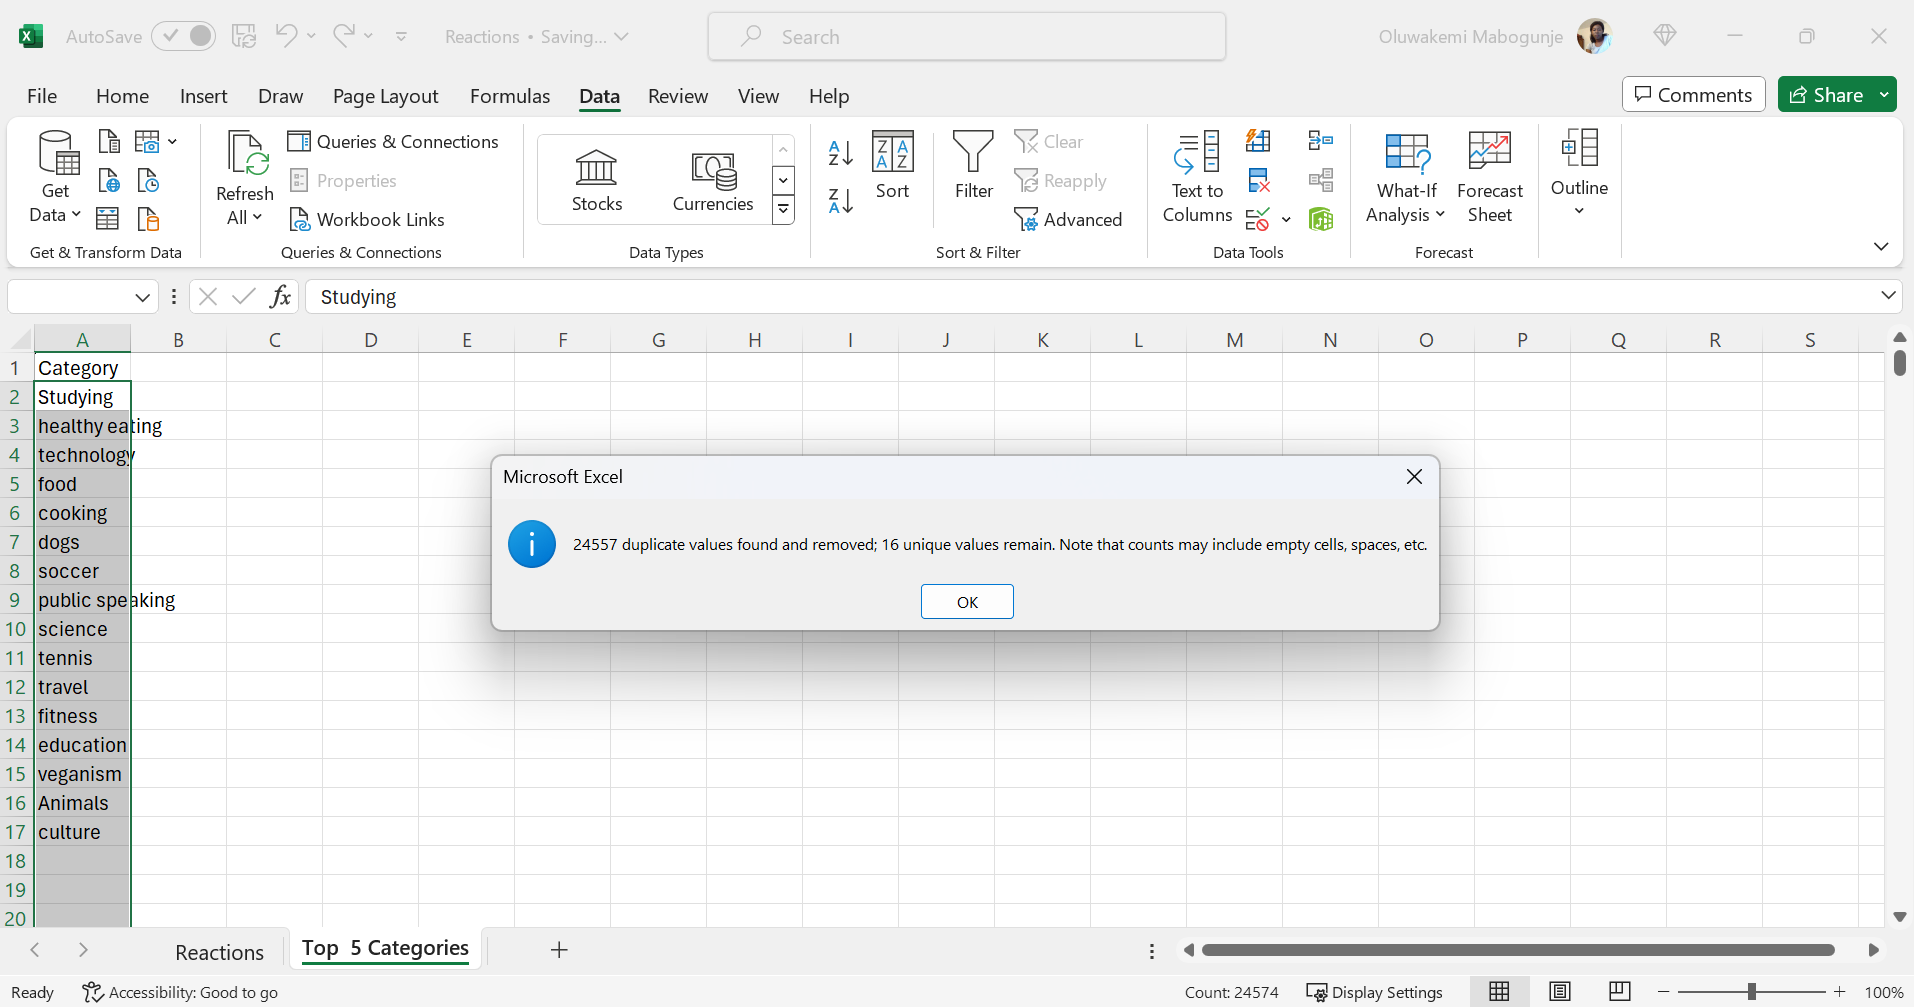 AutoSave
Reactions • Saving...
Search
Oluwakemi Mabogunje
File Home Insert Draw Page Layout Formulas Data Review View Help
Comments
Share
Get Data
Refresh All
Queries & Connections
Properties
Workbook Links
Stocks
Currencies
Sort
Filter
Clear
Reapply
Advanced
Text to Columns
What-If Analysis
Forecast Sheet
Outline
Get & Transform Data
Queries & Connections
Data Types
Sort & Filter
Data Tools
Forecast
fx Studying
A B C D E F G H I J K L M N O P Q R S
1 Category
2 Studying
3 healthy eating
4 technology
5 food
6 cooking
7 dogs
8 soccer
9 public speaking
10 science
11 tennis
12 travel
13 fitness
14 education
15 veganism
16 Animals
17 culture
18
19
20
Microsoft Excel
24557 duplicate values found and removed; 16 unique values remain. Note that counts may include empty cells, spaces, etc.
OK
Reactions
Top 5 Categories
Ready
Accessibility: Good to go
Count: 24574
Display Settings
100%